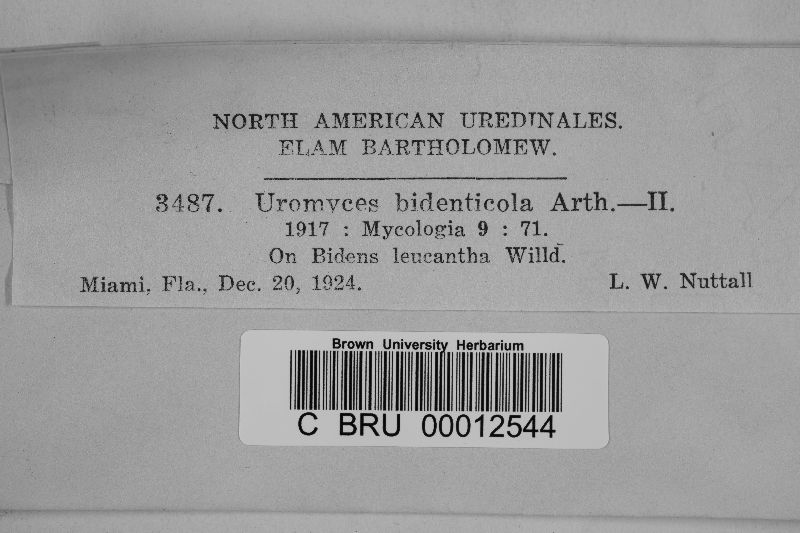 NORTH AMERICAN UREDINALES.
ELAM BARTHOLOMEW.
3487. Uromyces bidenticola Arth.—II.
1917 : Mycologia 9 : 71.
On Bidens leucantha Willd.
Miami, Fla., Dec. 20, 1924. L. W. Nuttall
Brown University Herbarium
C BRU 00012544